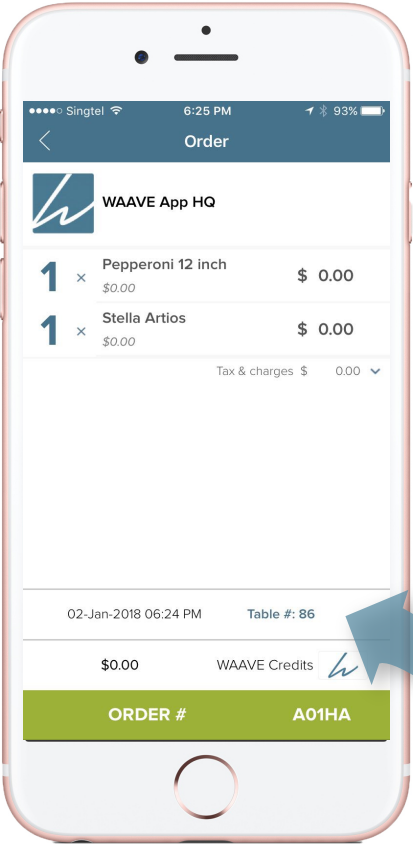 Singtel 6:25 PM 93%
Order
WAAVE App HQ
1 × Pepperoni 12 inch $ 0.00
$0.00
1 × Stella Artios $ 0.00
$0.00
Tax & charges $ 0.00
02-Jan-2018 06:24 PM Table #: 86
$0.00 WAAVE Credits
ORDER # A01HA